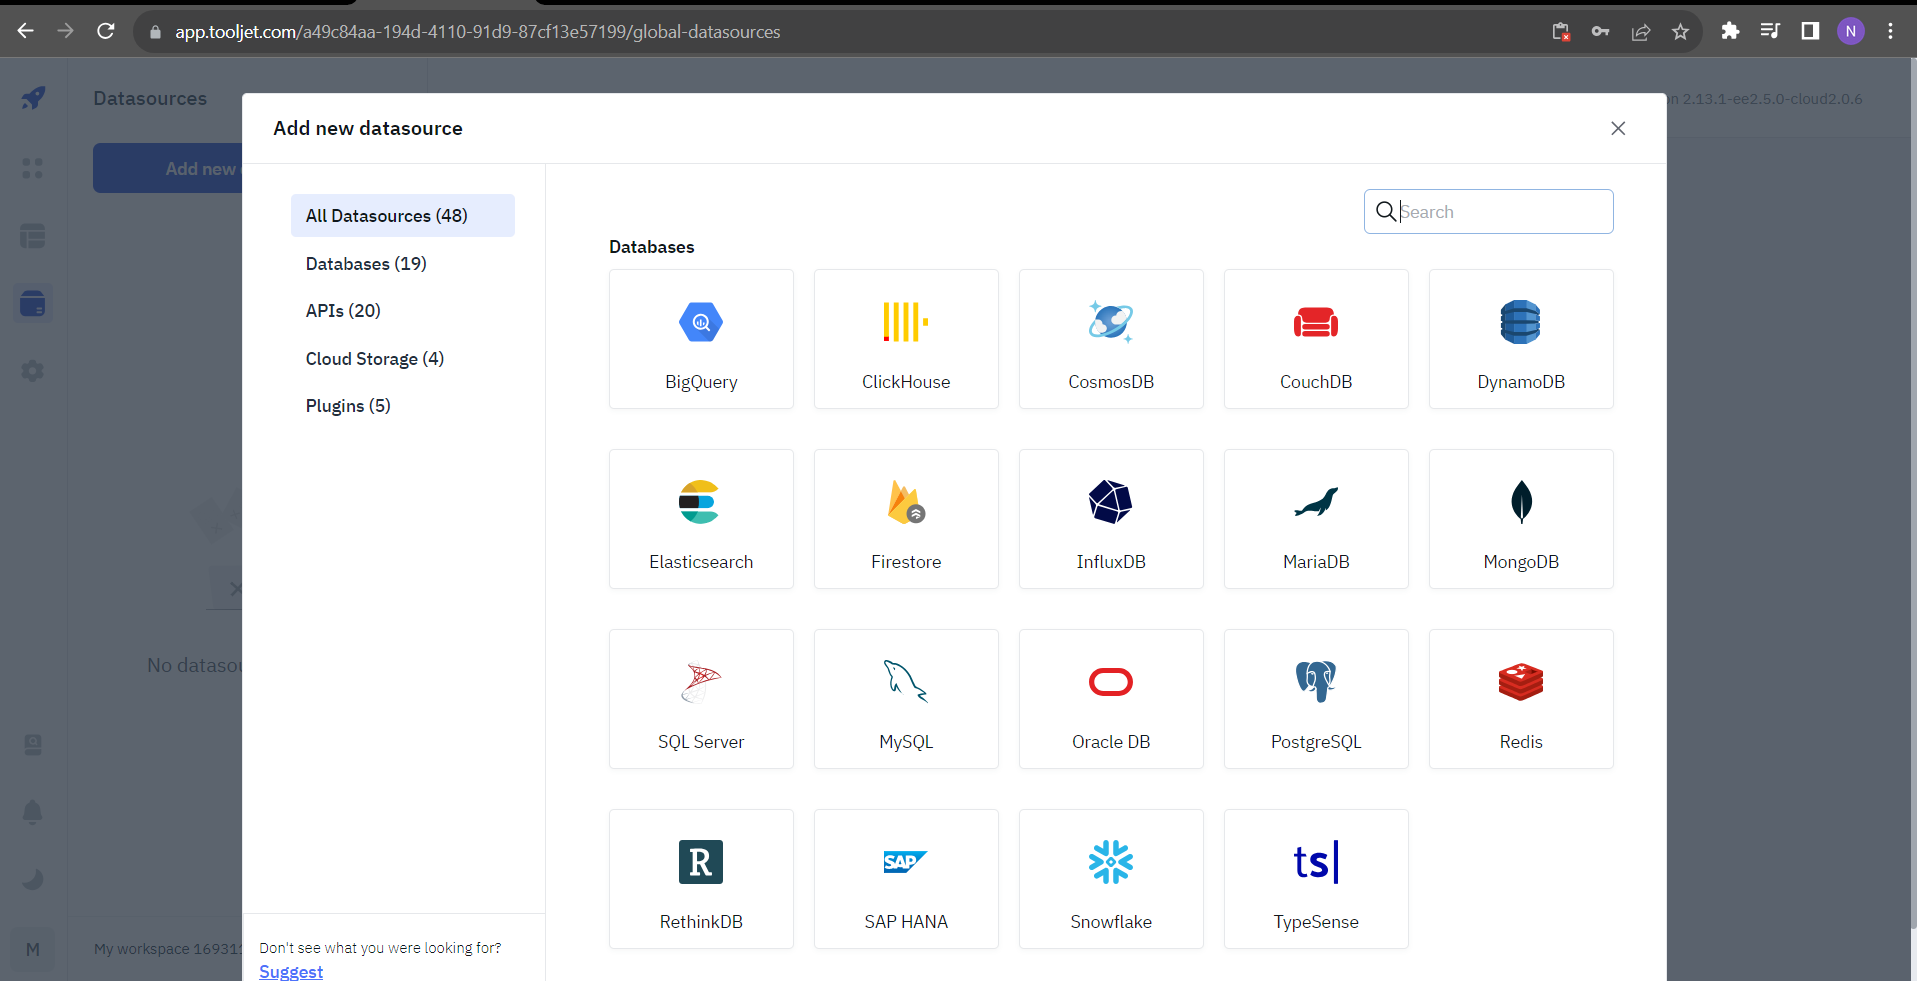 app.tooljet.com/a49c84aa-194d-4110-91d9-87cf13e57199/global-datasources
N
Datasources
n 2.13.1-ee2.5.0-cloud2.0.6
Add new datasource
Add new
All Datasources (48)
Search
Databases (19)
APIs (20)
Cloud Storage (4)
Plugins (5)
Databases
BigQuery
ClickHouse
CosmosDB
CouchDB
DynamoDB
Elasticsearch
Firestore
InfluxDB
MariaDB
MongoDB
No datasou
SQL Server
MySQL
Oracle DB
PostgreSQL
Redis
R
SAP
ts
RethinkDB
SAP HANA
Snowflake
TypeSense
M
My workspace 16931
Don't see what you were looking for?
Suggest